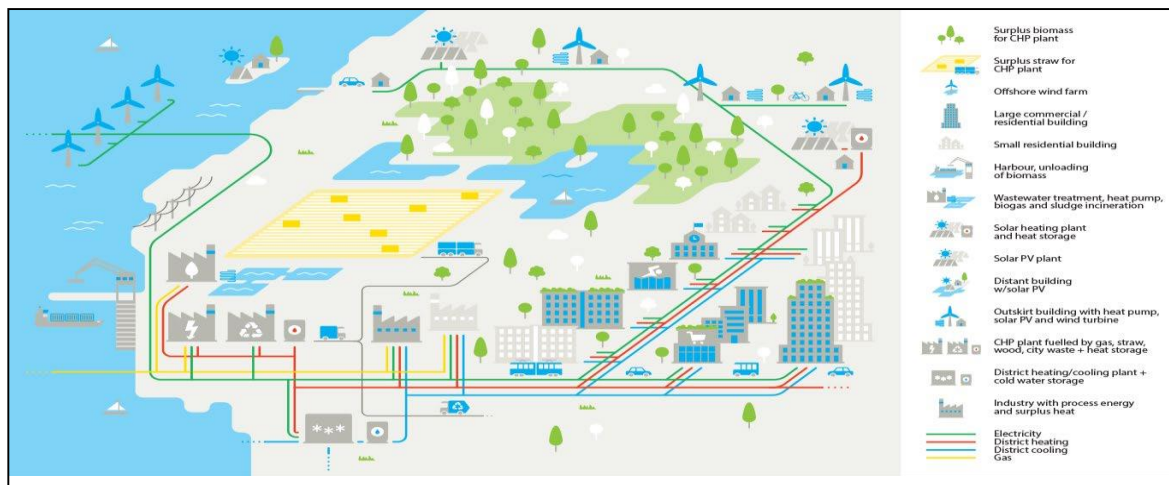 Surplus biomass
for CHP plant
Surplus straw for
CHP plant
Offshore wind farm
Large commercial /
residential building
Small residential building
Harbour, unloading
of biomass
Wastewater treatment, heat pump,
biogas and sludge incineration
Solar heating plant
and heat storage
Solar PV plant
Distant building
w/solar PV
Outskirt building with heat pump,
solar PV and wind turbine
CHP plant fuelled by gas, straw,
wood, city waste + heat storage
District heating/cooling plant +
cold water storage
Industry with process energy
and surplus heat
Electricity
District heating
District cooling
Gas